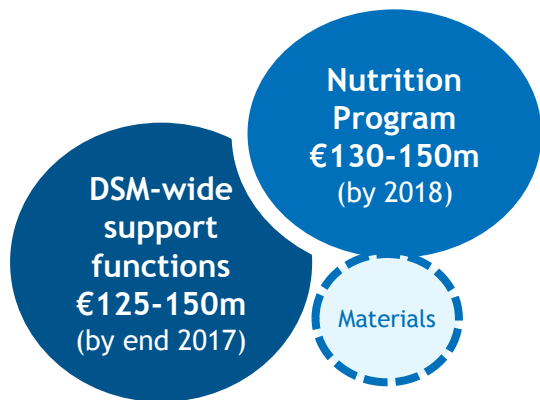 Nutrition
Program
€130-150m
(by 2018)
DSM-wide
support
functions
€125-150m
(by end 2017)
Materials